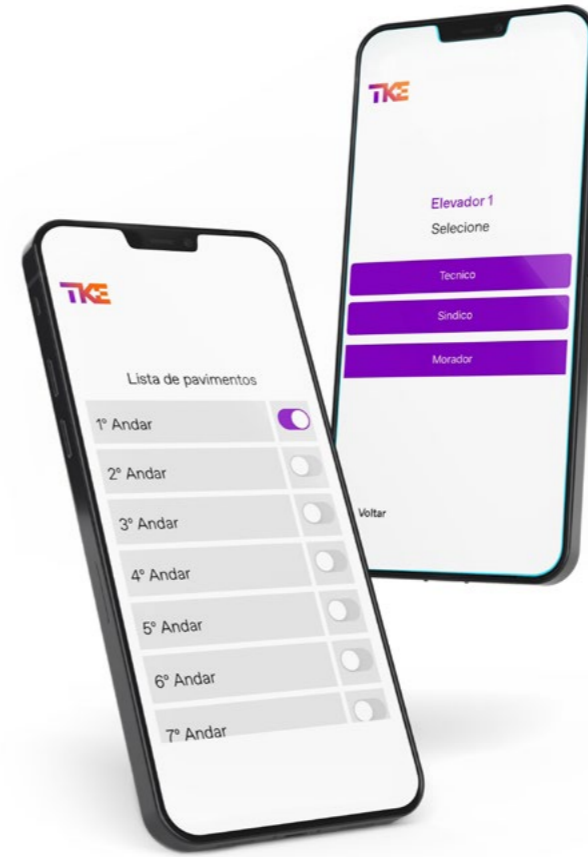 TKE
Elevador 1
Selecione
Tecnico
Sindico
Morador
Voltar
TKE
Lista de pavimentos
1º Andar
2º Andar
3º Andar
4º Andar
5º Andar
6º Andar
7º Andar